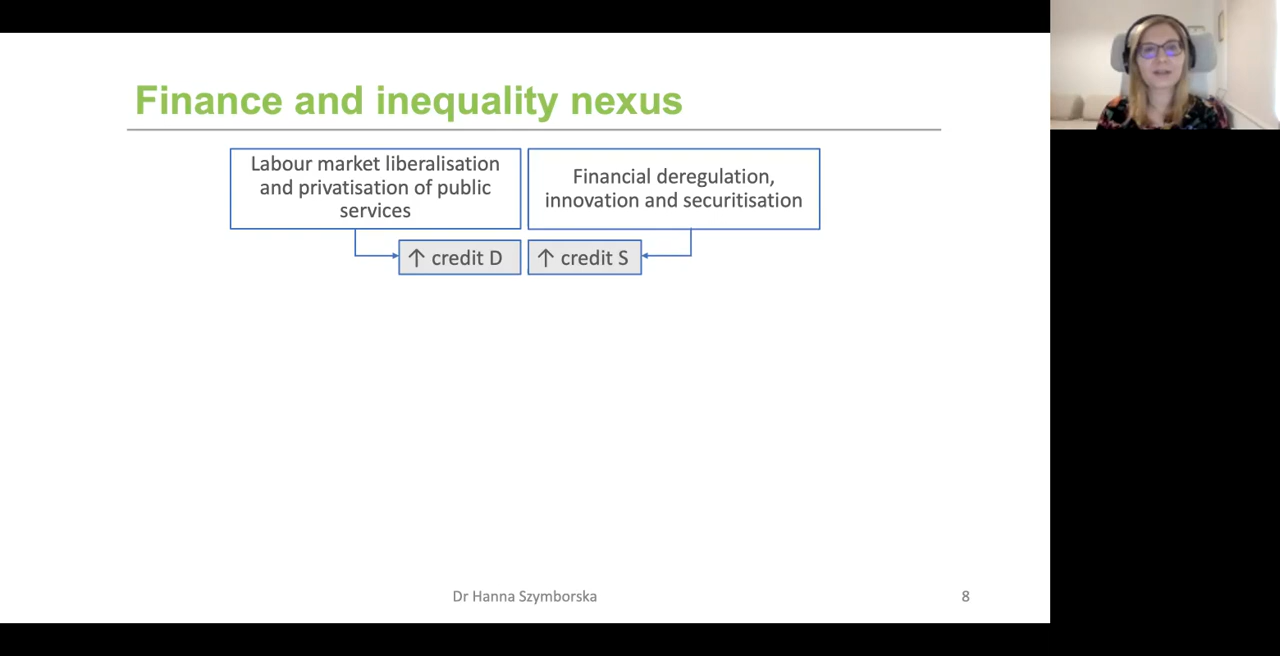 Finance and inequality nexus
Labour market liberalisation
and privatisation of public
services
Financial deregulation,
innovation and securitisation
↑ credit D
↑ credit S
Dr Hanna Szymborska
8